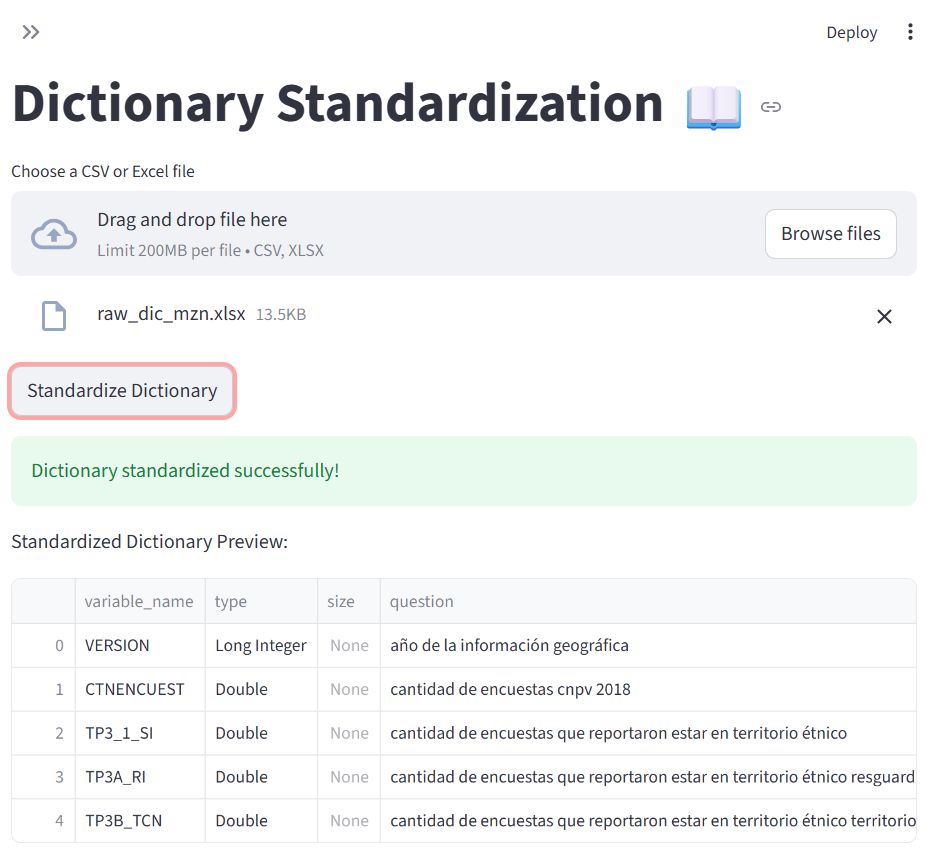 Deploy
Dictionary Standardization
Choose a CSV or Excel file
Drag and drop file here
Limit 200MB per file • CSV, XLSX
Browse files
raw_dic_mzn.xlsx 13.5KB
Standardize Dictionary
Dictionary standardized successfully!
Standardized Dictionary Preview:
variable_name type size question
0 VERSION Long Integer None año de la información geográfica
1 CTNENCUEST Double None cantidad de encuestas cnpv 2018
2 TP3_1_SI Double None cantidad de encuestas que reportaron estar en territorio étnico
3 TP3A_RI Double None cantidad de encuestas que reportaron estar en territorio étnico resguard
4 TP3B_TCN Double None cantidad de encuestas que reportaron estar en territorio étnico territorio